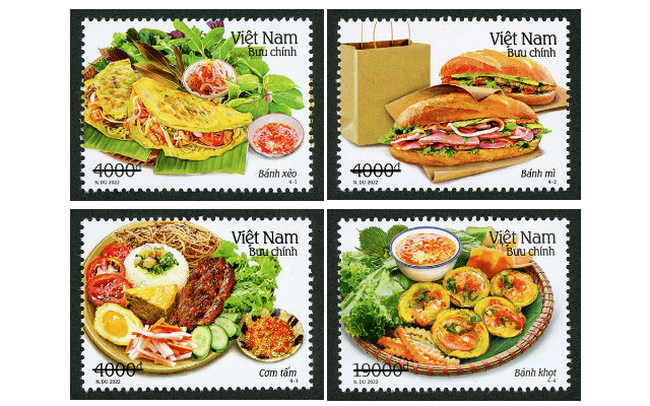 Việt Nam
Bưu chính
4000đ
N. DU 2022
Bánh xèo
4-1
Việt Nam
Bưu chính
4000đ
N. DU 2022
Bánh mì
4-2
Việt Nam
Bưu chính
4000đ
N. DU 2022
Cơm tấm
4-3
Việt Nam
Bưu chính
19000đ
N. DU 2022
Bánh khọt
4-4